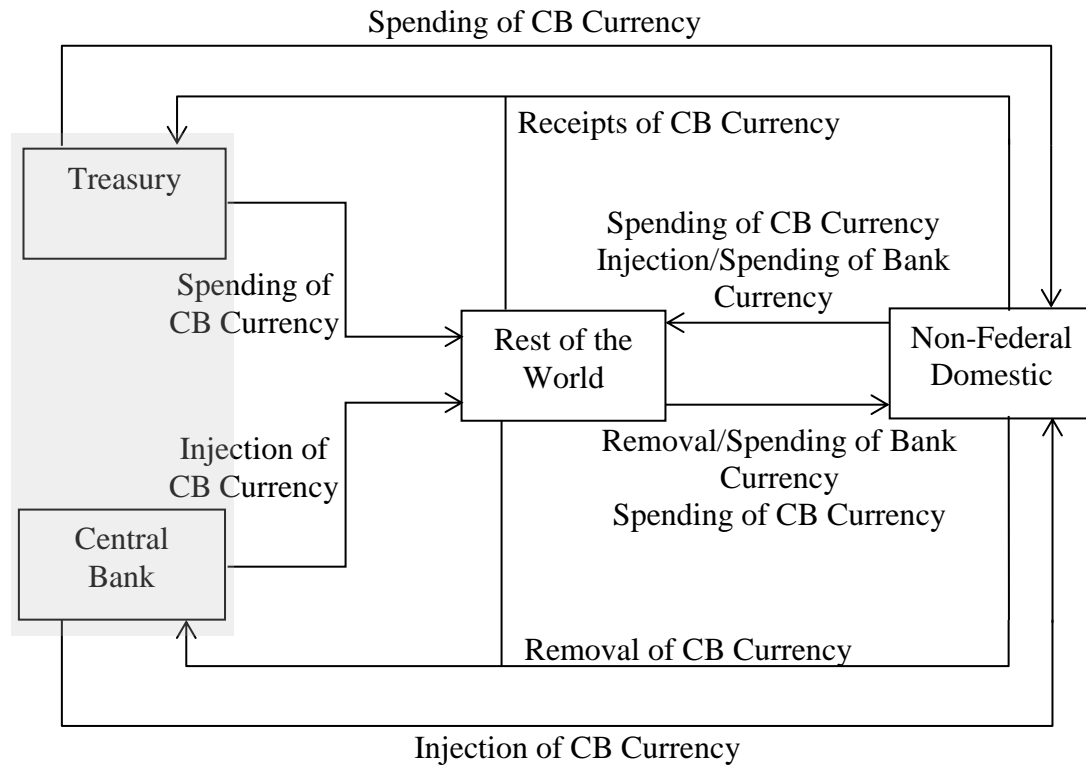 Spending of CB Currency
Receipts of CB Currency
Treasury
Spending of CB Currency
Injection/Spending of Bank
Currency
Spending of
CB Currency
Rest of the
World
Non-Federal
Domestic
Injection of
CB Currency
Removal/Spending of Bank
Currency
Spending of CB Currency
Central
Bank
Removal of CB Currency
Injection of CB Currency